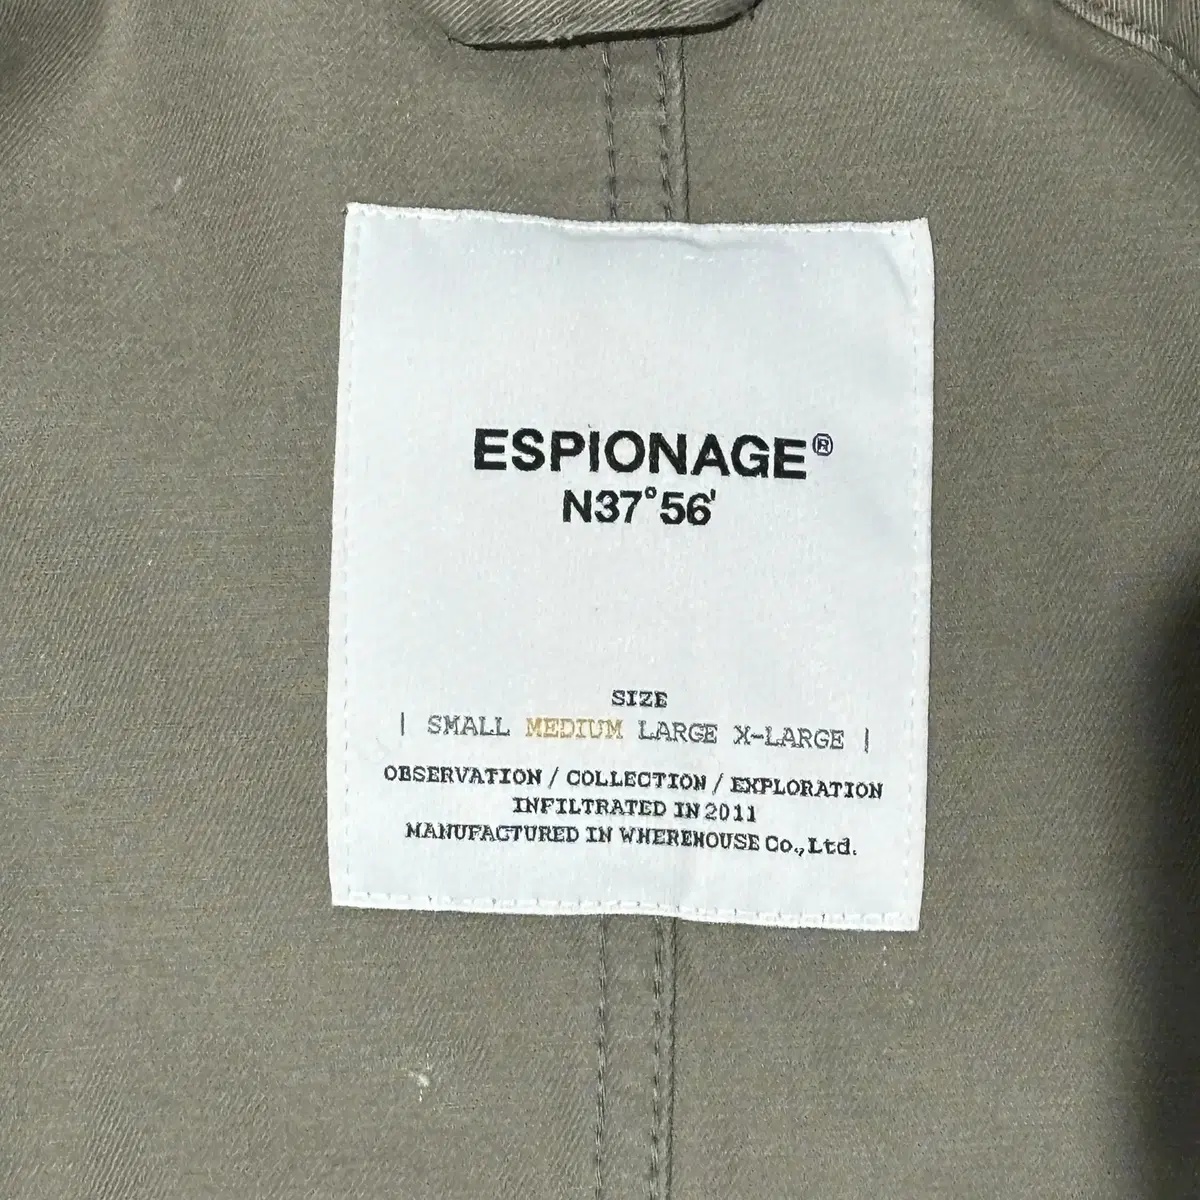 ESPIONAGE®
N37°56'
SIZE
| SMALL MEDIUM LARGE X-LARGE |
OBSERVATION / COLLECTION / EXPLORATION
INFILTRATED IN 2011
MANUFACTURED IN WHEREHOUSE Co.,Ltd.